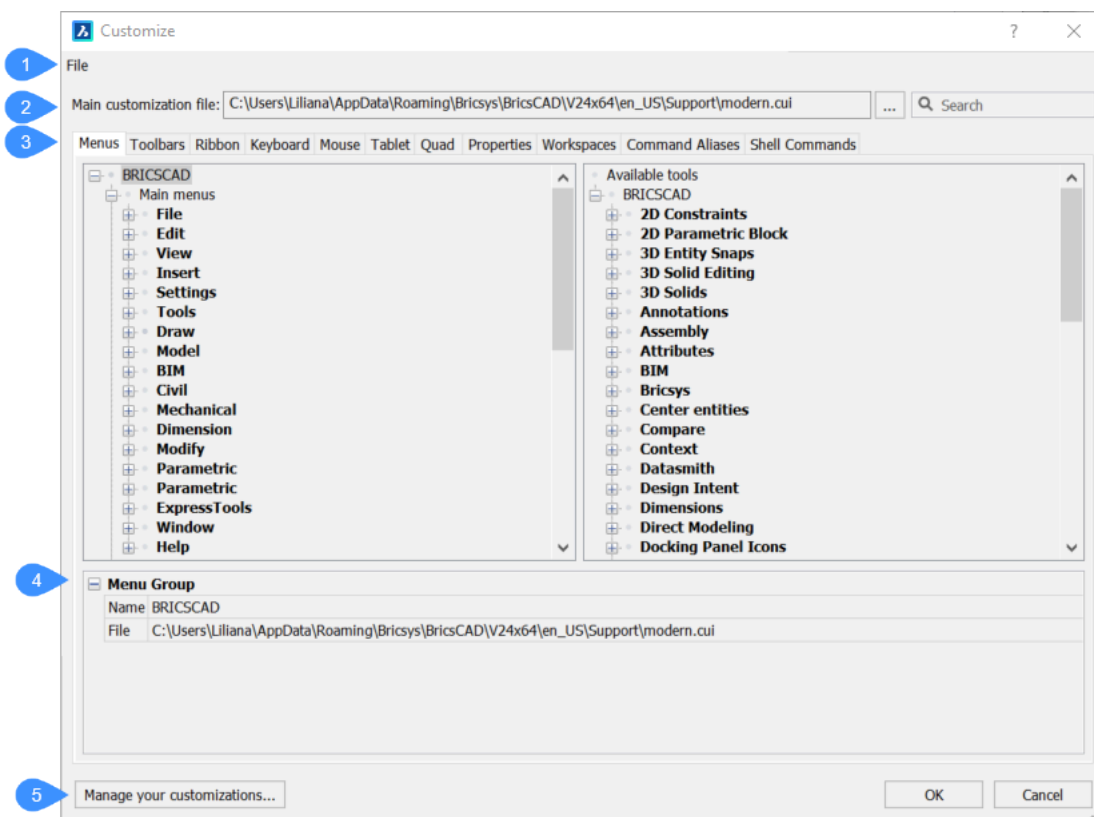 Customize ?
1 File
2 Main customization file: C:\Users\Liliana\AppData\Roaming\Bricsys\BricsCAD\V24x64\en_US\Support\modern.cui ... Search
3 Menus Toolbars Ribbon Keyboard Mouse Tablet Quad Properties Workspaces Command Aliases Shell Commands
BRICSCAD
Main menus
File
Edit
View
Insert
Settings
Tools
Draw
Model
BIM
Civil
Mechanical
Dimension
Modify
Parametric
Parametric
ExpressTools
Window
Help
Available tools
BRICSCAD
2D Constraints
2D Parametric Block
3D Entity Snaps
3D Solid Editing
3D Solids
Annotations
Assembly
Attributes
BIM
Bricsys
Center entities
Compare
Context
Datasmith
Design Intent
Dimensions
Direct Modeling
Docking Panel Icons
4 Menu Group
Name BRICSCAD
File C:\Users\Liliana\AppData\Roaming\Bricsys\BricsCAD\V24x64\en_US\Support\modern.cui
5 Manage your customizations... OK Cancel